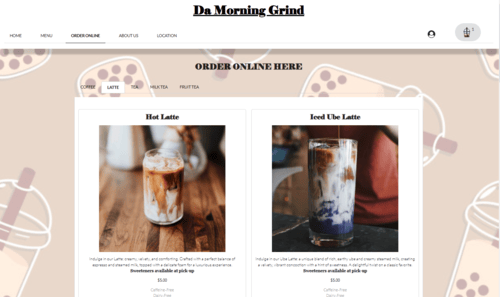 Da Morning Grind
HOME MENU ORDER ONLINE ABOUT US LOCATION
ORDER ONLINE HERE
COFFEE LATTE TEA MILK TEA FRUIT TEA
Hot Latte
Indulge in our Latte: creamy, velvety, and comforting. Crafted with a perfect balance of
espresso and steamed milk, topped with a delicate foam for a luxurious experience.
Sweeteners available at pick-up
$5.00
Caffeine Free
Dairy Free
Iced Ube Latte
Indulge in our Ube Latte: a unique blend of rich, earthy ube and creamy steamed milk, creating
a velvety, vibrant concoction with a hint of sweetness. A delightful twist on a classic favorite.
Sweeteners available at pick-up
$5.00
Caffeine Free
Dairy Free